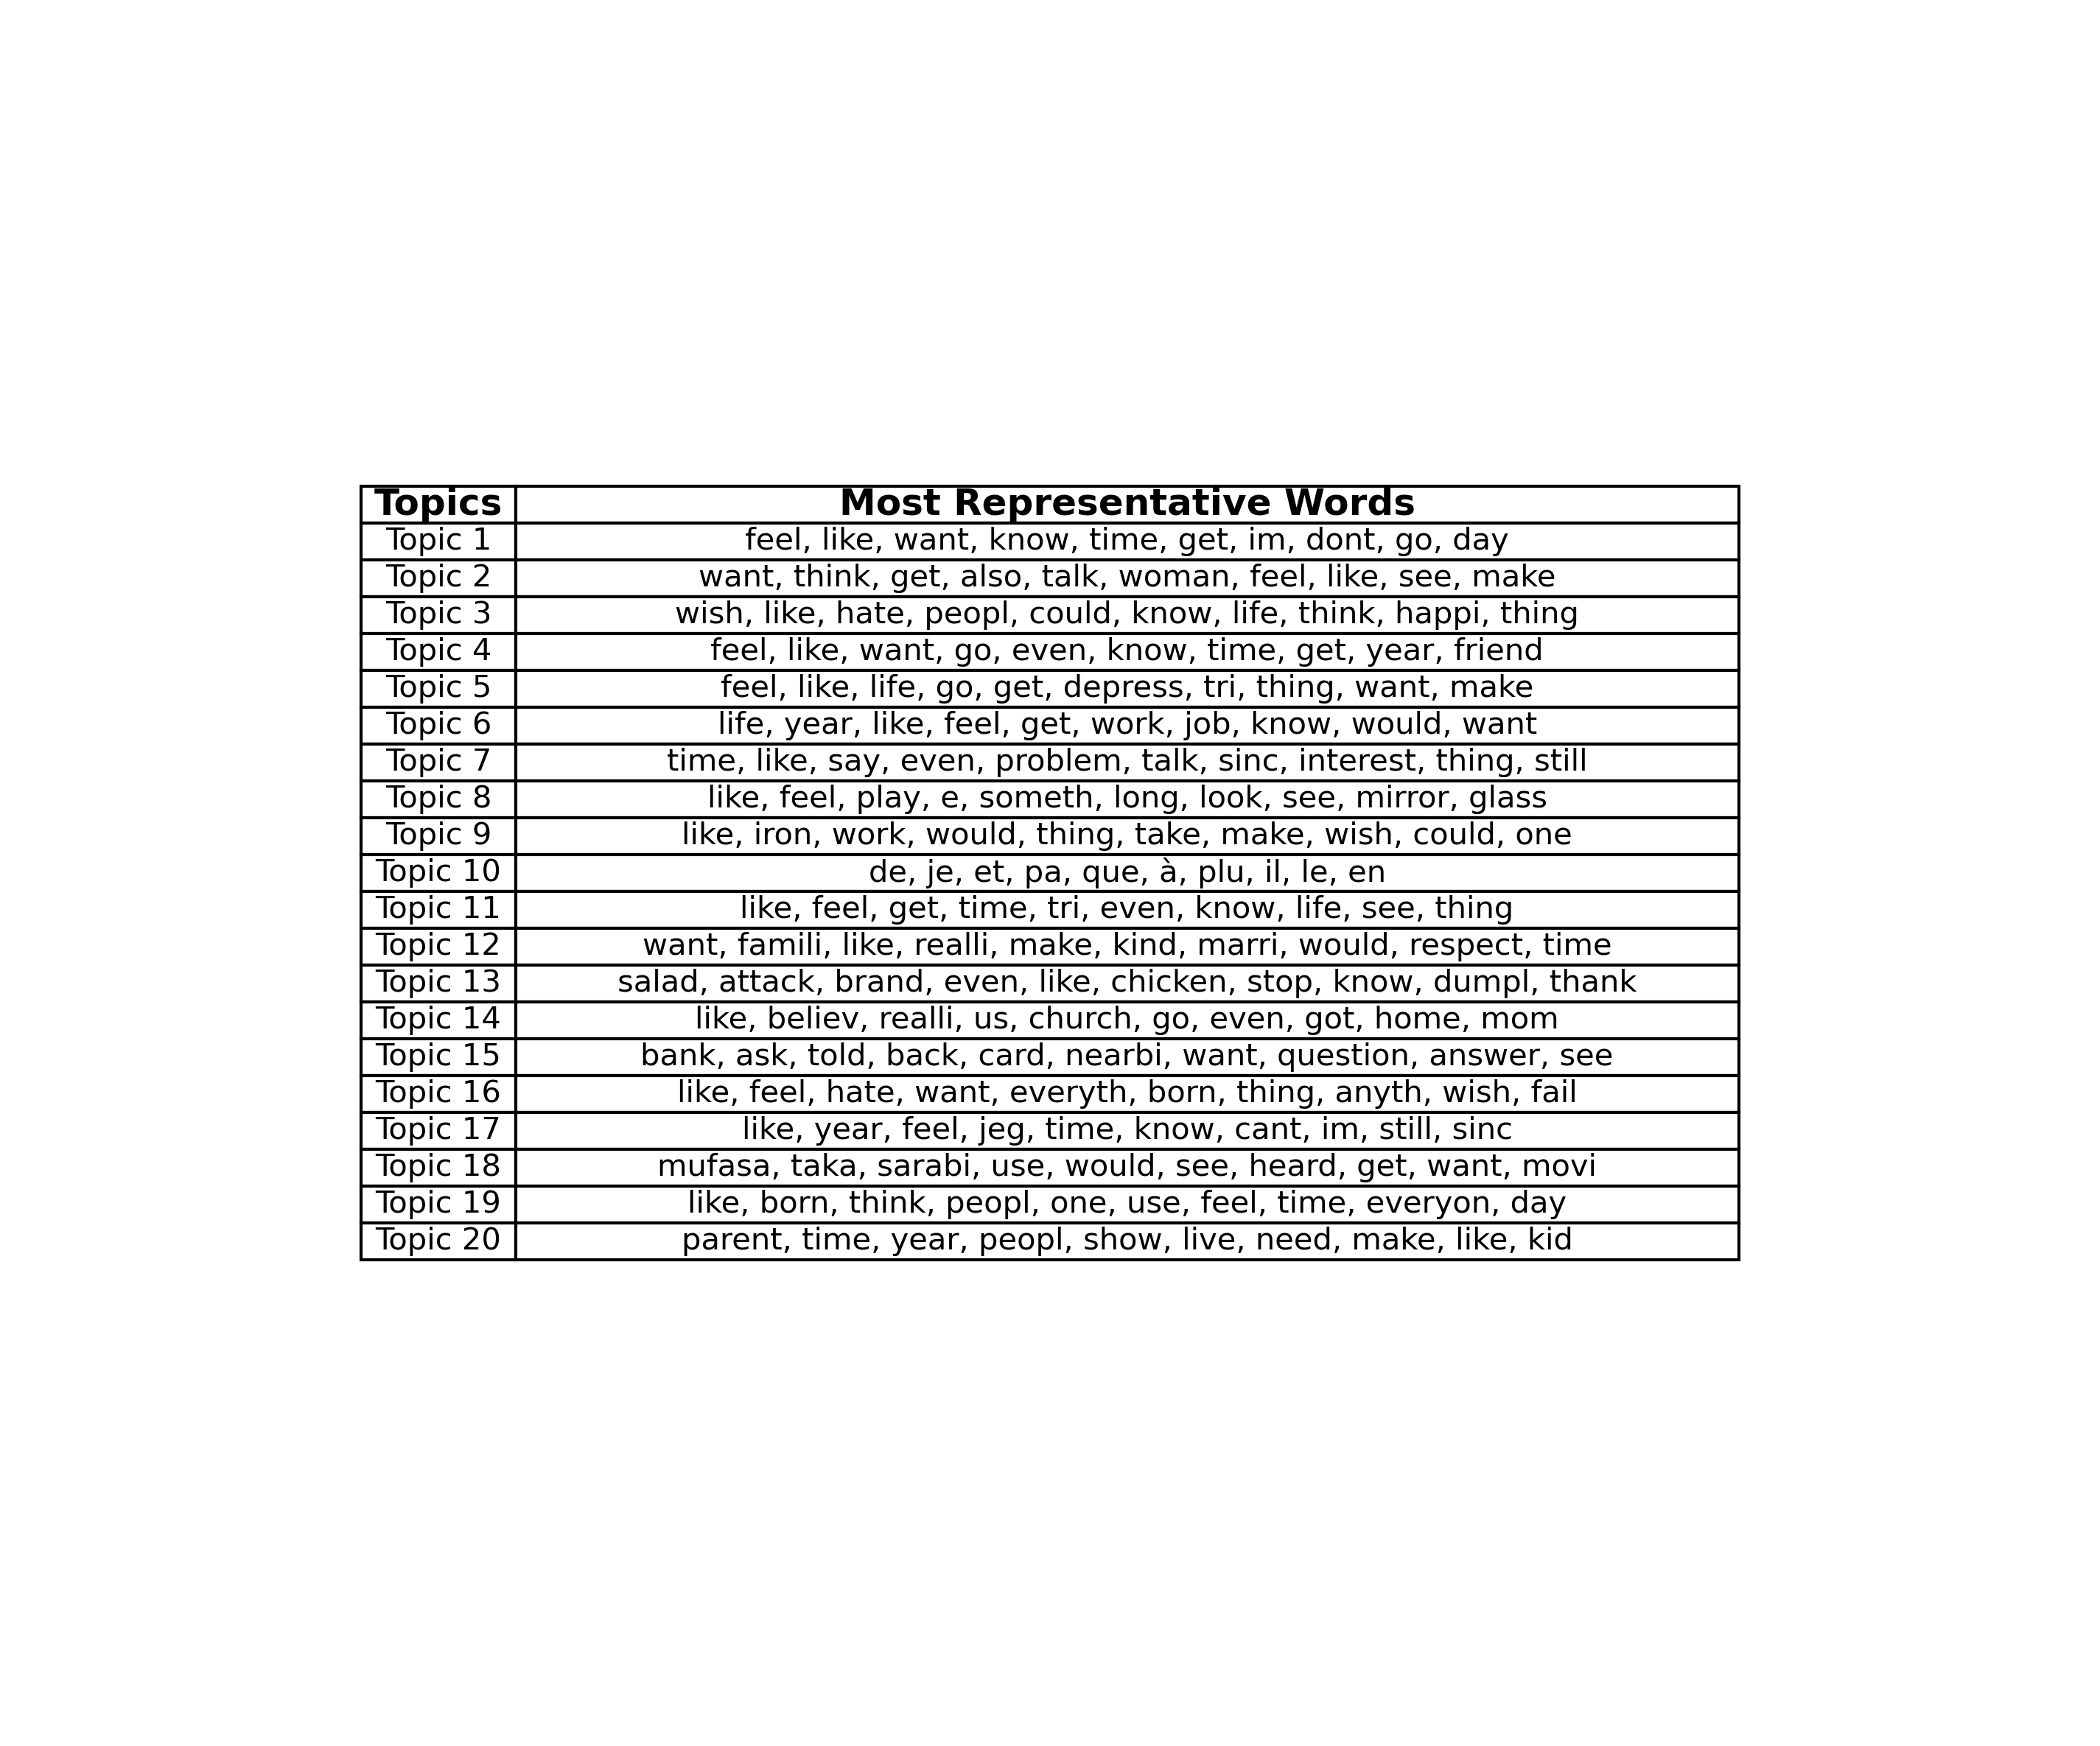 Topics Most Representative Words
Topic 1 feel, like, want, know, time, get, im, dont, go, day
Topic 2 want, think, get, also, talk, woman, feel, like, see, make
Topic 3 wish, like, hate, peopl, could, know, life, think, happi, thing
Topic 4 feel, like, want, go, even, know, time, get, year, friend
Topic 5 feel, like, life, go, get, depress, tri, thing, want, make
Topic 6 life, year, like, feel, get, work, job, know, would, want
Topic 7 time, like, say, even, problem, talk, sinc, interest, thing, still
Topic 8 like, feel, play, e, someth, long, look, see, mirror, glass
Topic 9 like, iron, work, would, thing, take, make, wish, could, one
Topic 10 de, je, et, pa, que, à, plu, il, le, en
Topic 11 like, feel, get, time, tri, even, know, life, see, thing
Topic 12 want, famili, like, realli, make, kind, marri, would, respect, time
Topic 13 salad, attack, brand, even, like, chicken, stop, know, dumpl, thank
Topic 14 like, believ, realli, us, church, go, even, got, home, mom
Topic 15 bank, ask, told, back, card, nearbi, want, question, answer, see
Topic 16 like, feel, hate, want, everyth, born, thing, anyth, wish, fail
Topic 17 like, year, feel, jeg, time, know, cant, im, still, sinc
Topic 18 mufasa, taka, sarabi, use, would, see, heard, get, want, movi
Topic 19 like, born, think, peopl, one, use, feel, time, everyon, day
Topic 20 parent, time, year, peopl, show, live, need, make, like, kid